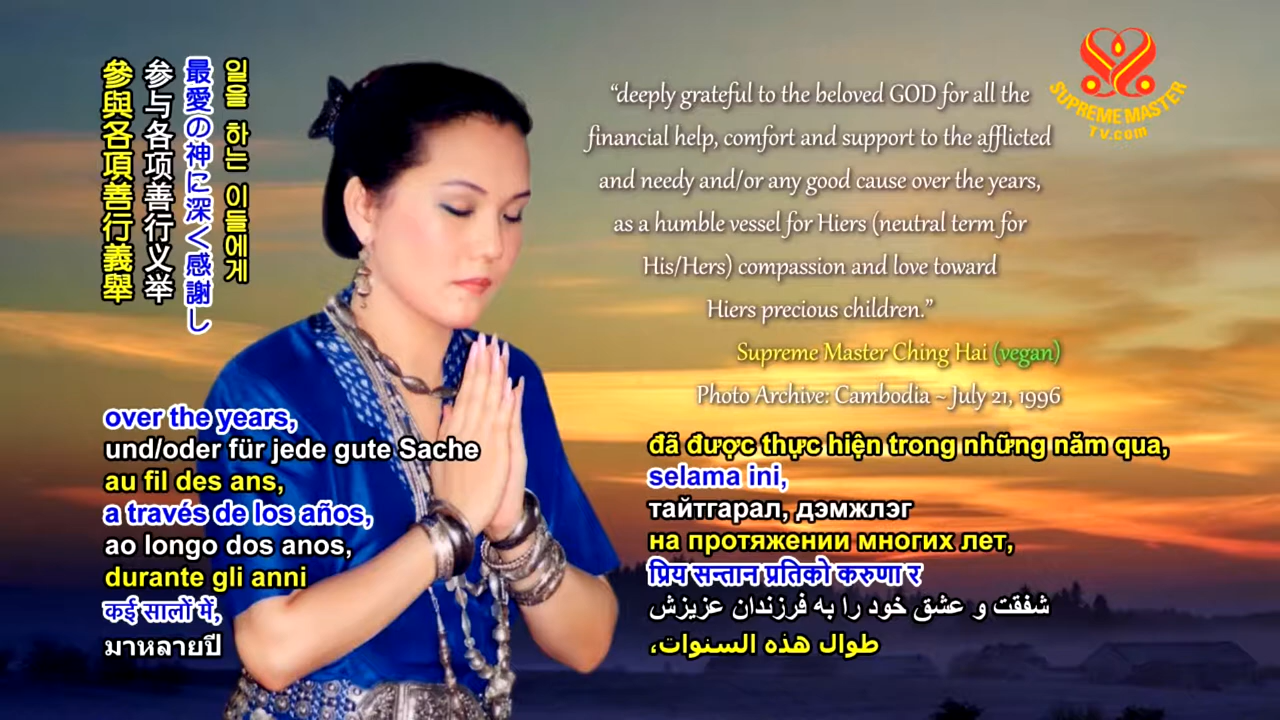 參與各項善行義舉
参与各项善行义举
最愛の神に深く感謝し
일을 하는 이들에게
“deeply grateful to the beloved GOD for all the
financial help, comfort and support to the afflicted
and needy and/or any good cause over the years,
as a humble vessel for Hiers (neutral term for
His/Hers) compassion and love toward
Hiers precious children.”
Supreme Master Ching Hai (vegan)
Photo Archive: Cambodia ~ July 21, 1996
SUPREME MASTER
TV.com
over the years,
und/oder für jede gute Sache
au fil des ans,
a través de los años,
ao longo dos anos,
durante gli anni
कई सालों में,
มาหลายปี
đã được thực hiện trong những năm qua,
selama ini,
тайтгарал, дэмжлэг
на протяжении многих лет,
प्रिय सन्तान प्रतिको करुणा र
شفقت و عشق خود را به فرزندان عزیزش
طوال هذه السنوات،